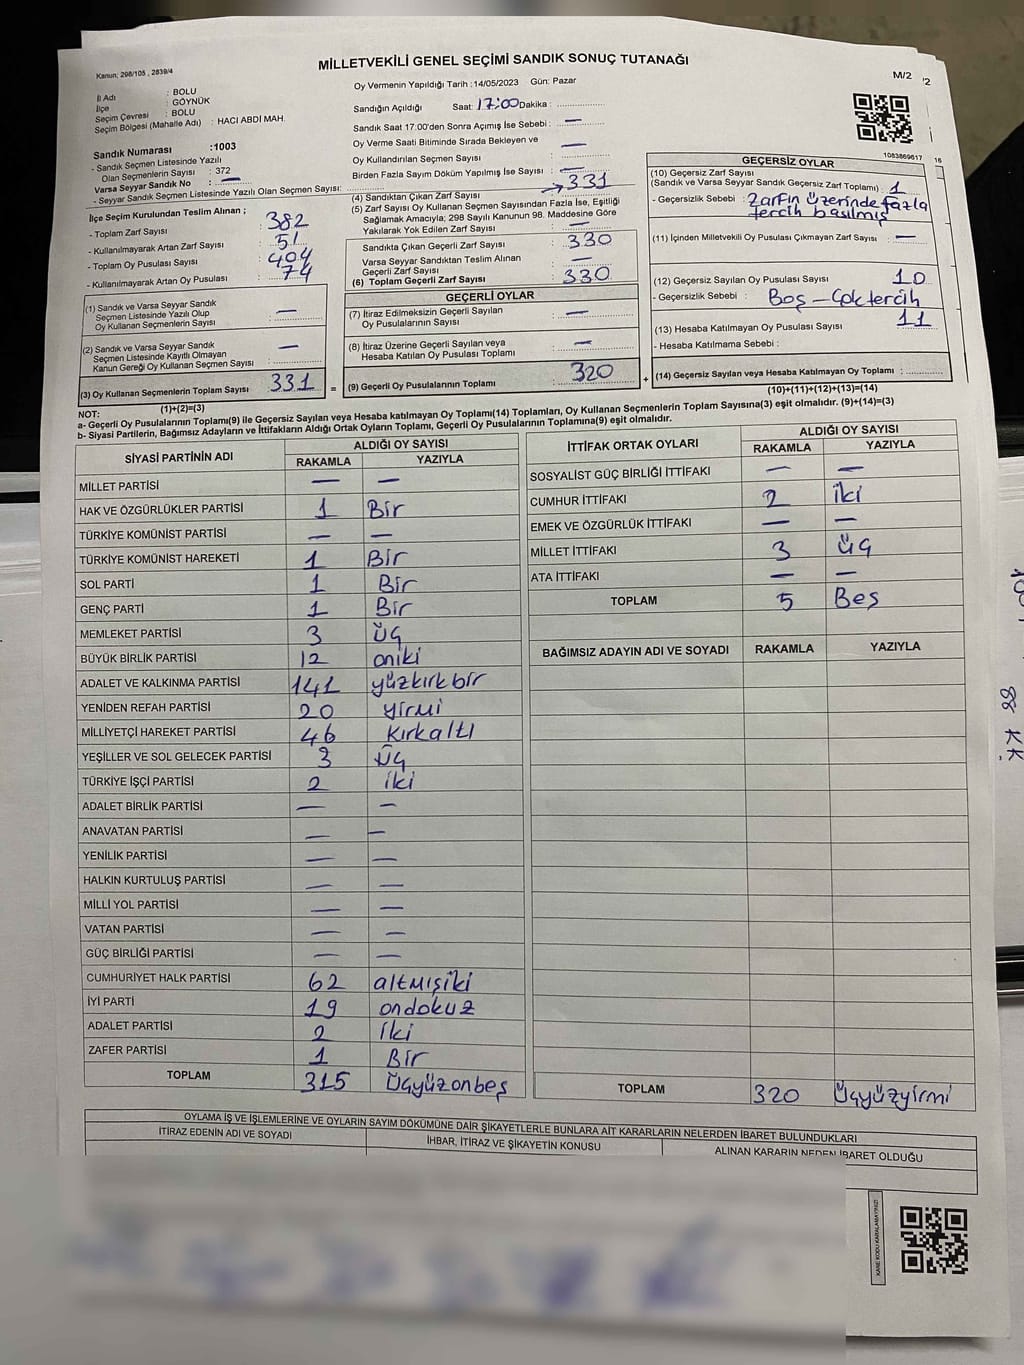 Kanun: 298/105 , 2839/4
MİLLETVEKİLİ GENEL SEÇİMİ SANDIK SONUÇ TUTANAĞI
M/2
İl Adı : BOLU
İlçe : GÖYNÜK
Seçim Çevresi : BOLU
Seçim Bölgesi (Mahalle Adı) : HACI ABDİ MAH.
Sandık Numarası :1003
- Sandık Seçmen Listesinde Yazılı
Olan Seçmenlerin Sayısı : 372
Varsa Seyyar Sandık No : —
- Seyyar Sandık Seçmen Listesinde Yazılı Olan Seçmen Sayısı:
İlçe Seçim Kurulundan Teslim Alınan ;
- Toplam Zarf Sayısı : 382
- Kullanılmayarak Artan Zarf Sayısı : 51
- Toplam Oy Pusulası Sayısı : 404
- Kullanılmayarak Artan Oy Pusulası : 74
(1) Sandık ve Varsa Seyyar Sandık
Seçmen Listesinde Yazılı Olup
Oy Kullanan Seçmenlerin Sayısı : —
(2) Sandık ve Varsa Seyyar Sandık
Seçmen Listesinde Kayıtlı Olmayan
Kanun Gereği Oy Kullanan Seçmen Sayısı : —
(3) Oy Kullanan Seçmenlerin Toplam Sayısı 331 =
(1)+(2)=(3)
Oy Vermenin Yapıldığı Tarih :14/05/2023 Gün: Pazar
Sandığın Açıldığı Saat: 17:00 Dakika :
Sandık Saat 17:00'den Sonra Açımış İse Sebebi : —
Oy Verme Saati Bitiminde Sırada Bekleyen ve
Oy Kullandırılan Seçmen Sayısı —
Birden Fazla Sayım Döküm Yapılmış İse Sayısı : —
(4) Sandıktan Çıkan Zarf Sayısı 331
(5) Zarf Sayısı Oy Kullanan Seçmen Sayısından Fazla İse, Eşitliği
Sağlamak Amacıyla; 298 Sayılı Kanunun 98. Maddesine Göre
Yakılarak Yok Edilen Zarf Sayısı : —
Sandıkta Çıkan Geçerli Zarf Sayısı 330
Varsa Seyyar Sandıktan Teslim Alınan
Geçerli Zarf Sayısı —
(6) Toplam Geçerli Zarf Sayısı 330
GEÇERLİ OYLAR
(7) İtiraz Edilmeksizin Geçerli Sayılan
Oy Pusulalarının Sayısı : —
(8) İtiraz Üzerine Geçerli Sayılan veya
Hesaba Katılan Oy Pusulası Toplamı —
(9) Geçerli Oy Pusulalarının Toplamı 320 +
1083869617
GEÇERSİZ OYLAR
(10) Geçersiz Zarf Sayısı
(Sandık ve Varsa Seyyar Sandık Geçersiz Zarf Toplamı) : 1
- Geçersizlik Sebebi : Zarfın Üzerinde fazla
tercih basılmış
(11) İçinden Milletvekili Oy Pusulası Çıkmayan Zarf Sayısı : —
(12) Geçersiz Sayılan Oy Pusulası Sayısı : 10
- Geçersizlik Sebebi : Boş - Çok tercih
(13) Hesaba Katılmayan Oy Pusulası Sayısı 11
- Hesaba Katılmama Sebebi :
(14) Geçersiz Sayılan veya Hesaba Katılmayan Oy Toplamı :
(10)+(11)+(12)+(13)=(14)
NOT:
a- Geçerli Oy Pusulalarının Toplamı(9) ile Geçersiz Sayılan veya Hesaba katılmayan Oy Toplamı(14) Toplamları, Oy Kullanan Seçmenlerin Toplam Sayısına(3) eşit olmalıdır. (9)+(14)=(3)
b- Siyasi Partilerin, Bağımsız Adayların ve İttifakların Aldığı Ortak Oyların Toplamı, Geçerli Oy Pusulalarının Toplamına(9) eşit olmalıdır.
SİYASİ PARTİNİN ADI ALDIĞI OY SAYISI
RAKAMLA YAZIYLA
MİLLET PARTİSİ — —
HAK VE ÖZGÜRLÜKLER PARTİSİ 1 Bir
TÜRKİYE KOMÜNİST PARTİSİ — —
TÜRKİYE KOMÜNİST HAREKETİ 1 Bir
SOL PARTİ 1 Bir
GENÇ PARTİ 1 Bir
MEMLEKET PARTİSİ 3 Üç
BÜYÜK BİRLİK PARTİSİ 12 oniki
ADALET VE KALKINMA PARTİSİ 141 yüzkırkbir
YENİDEN REFAH PARTİSİ 20 yirmi
MİLLİYETÇİ HAREKET PARTİSİ 46 kırkaltı
YEŞİLLER VE SOL GELECEK PARTİSİ 3 Üç
TÜRKİYE İŞÇİ PARTİSİ 2 iki
ADALET BİRLİK PARTİSİ — —
ANAVATAN PARTİSİ — —
YENİLİK PARTİSİ — —
HALKIN KURTULUŞ PARTİSİ — —
MİLLİ YOL PARTİSİ — —
VATAN PARTİSİ — —
GÜÇ BİRLİĞİ PARTİSİ — —
CUMHURİYET HALK PARTİSİ 62 altmışiki
İYİ PARTİ 19 ondokuz
ADALET PARTİSİ 2 iki
ZAFER PARTİSİ 1 Bir
TOPLAM 315 Üçyüzonbeş
İTTİFAK ORTAK OYLARI ALDIĞI OY SAYISI
RAKAMLA YAZIYLA
SOSYALİST GÜÇ BİRLİĞİ İTTİFAKI — —
CUMHUR İTTİFAKI 2 iki
EMEK VE ÖZGÜRLÜK İTTİFAKI — —
MİLLET İTTİFAKI 3 üç
ATA İTTİFAKI — —
TOPLAM 5 Beş
BAĞIMSIZ ADAYIN ADI VE SOYADI RAKAMLA YAZIYLA
TOPLAM 320 Üçyüzyirmi
OYLAMA İŞ VE İŞLEMLERİNE VE OYLARIN SAYIM DÖKÜMÜNE DAİR ŞİKAYETLERLE BUNLARA AİT KARARLARIN NELERDEN İBARET BULUNDUKLARI
İTİRAZ EDENİN ADI VE SOYADI İHBAR, İTİRAZ VE ŞİKAYETİN KONUSU ALINAN KARARIN NEDEN İBARET OLDUĞU
KARE KODU KARALAMAYINIZ!
88 K.K.